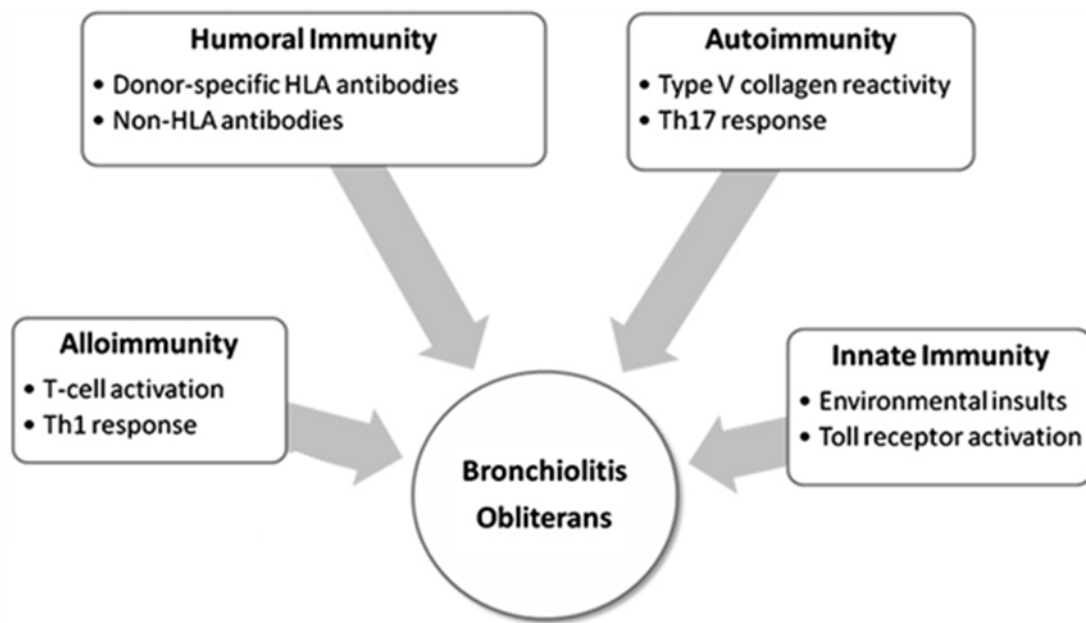 Humoral Immunity
• Donor-specific HLA antibodies
• Non-HLA antibodies
Autoimmunity
• Type V collagen reactivity
• Th17 response
Alloimmunity
• T-cell activation
• Th1 response
Innate Immunity
• Environmental insults
• Toll receptor activation
Bronchiolitis
Obliterans